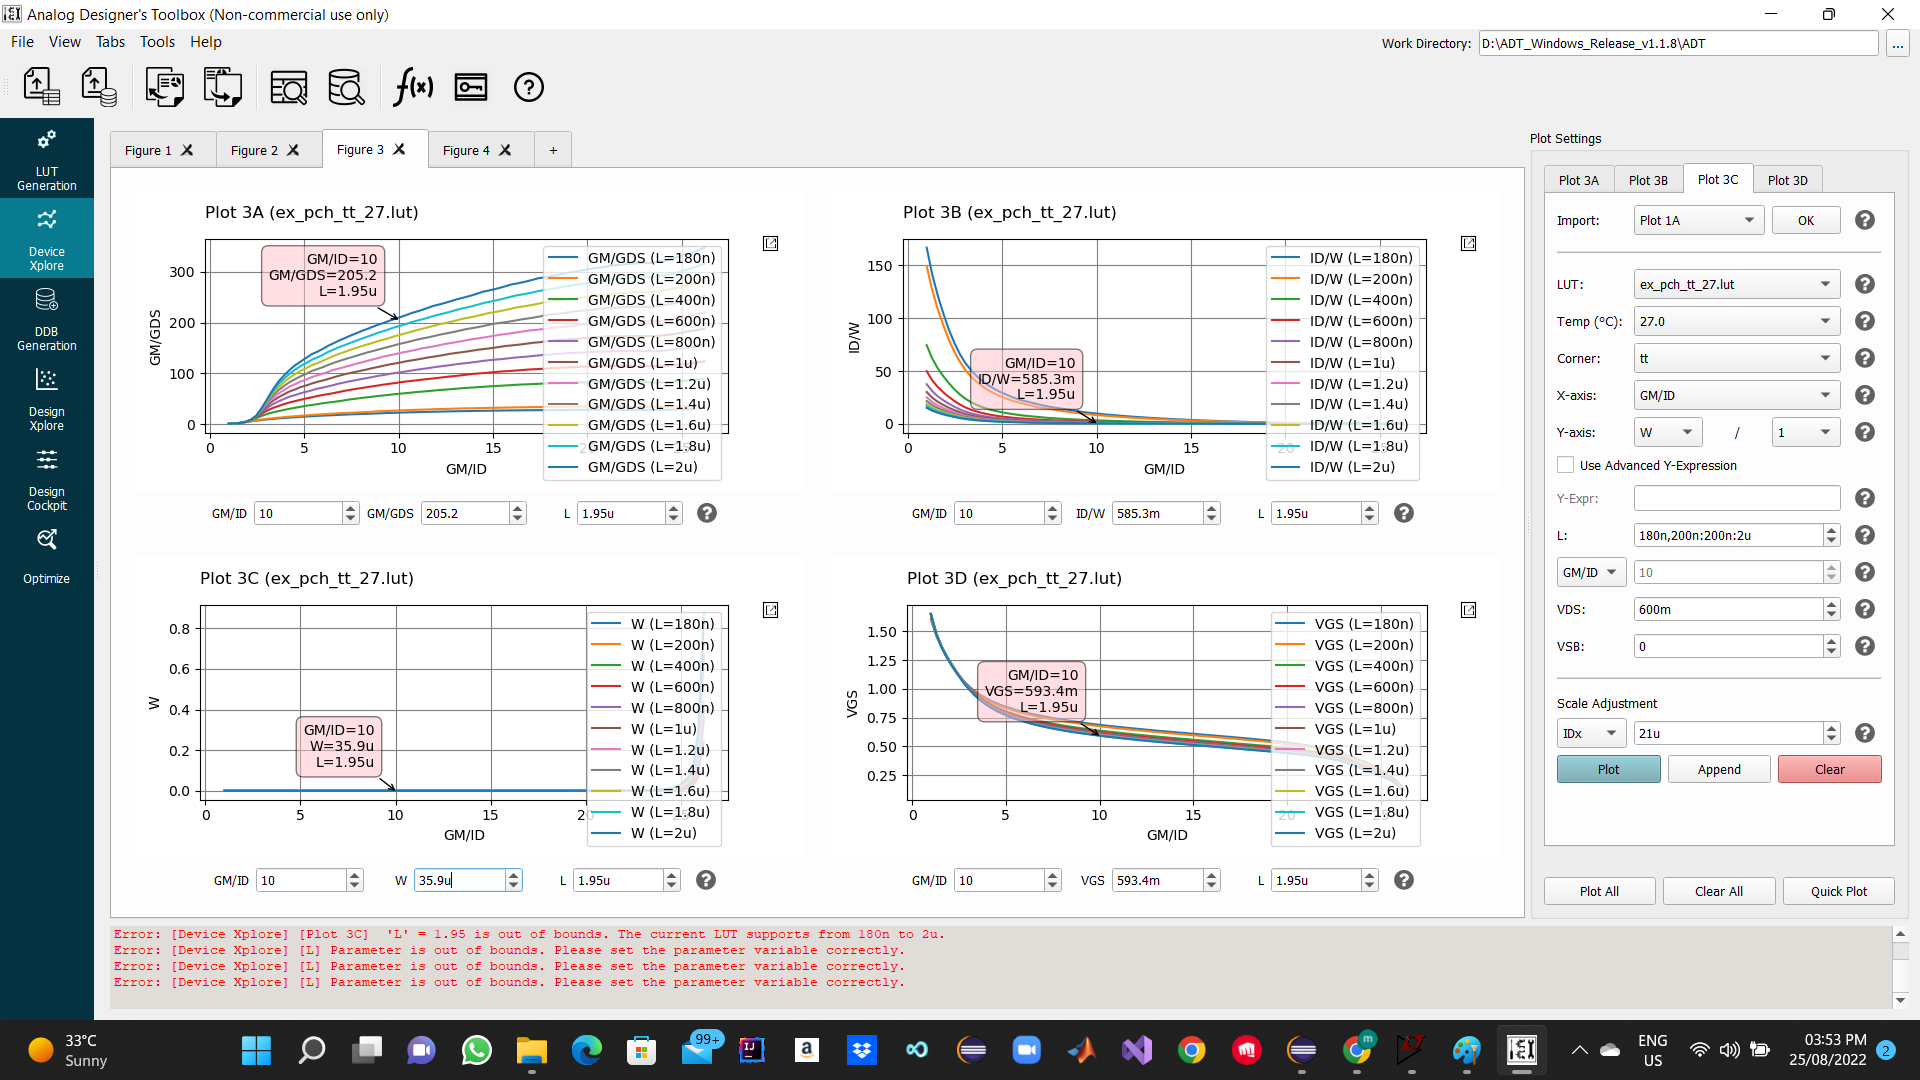 Analog Designer's Toolbox (Non-commercial use only)
File View Tabs Tools Help
Work Directory: D:\ADT_Windows_Release_v1.1.8\ADT ...
LUT
Generation
Device
Xplore
DDB
Generation
Design
Xplore
Design
Cockpit
Optimize
Figure 1 Figure 2 Figure 3 Figure 4 +
Plot 3A (ex_pch_tt_27.lut)
GM/GDS
300
200
100
0
0 5 10 15
GM/ID
GM/ID=10
GM/GDS=205.2
L=1.95u
GM/GDS (L=180n)
GM/GDS (L=200n)
GM/GDS (L=400n)
GM/GDS (L=600n)
GM/GDS (L=800n)
GM/GDS (L=1u)
GM/GDS (L=1.2u)
GM/GDS (L=1.4u)
GM/GDS (L=1.6u)
GM/GDS (L=1.8u)
GM/GDS (L=2u)
GM/ID 10 GM/GDS 205.2 L 1.95u ?
Plot 3B (ex_pch_tt_27.lut)
ID/W
150
100
50
0
0 5 10 15 20
GM/ID
GM/ID=10
ID/W=585.3m
L=1.95u
ID/W (L=180n)
ID/W (L=200n)
ID/W (L=400n)
ID/W (L=600n)
ID/W (L=800n)
ID/W (L=1u)
ID/W (L=1.2u)
ID/W (L=1.4u)
ID/W (L=1.6u)
ID/W (L=1.8u)
ID/W (L=2u)
GM/ID 10 ID/W 585.3m L 1.95u ?
Plot 3C (ex_pch_tt_27.lut)
W
0.8
0.6
0.4
0.2
0.0
0 5 10 15 20
GM/ID
GM/ID=10
W=35.9u
L=1.95u
W (L=180n)
W (L=200n)
W (L=400n)
W (L=600n)
W (L=800n)
W (L=1u)
W (L=1.2u)
W (L=1.4u)
W (L=1.6u)
W (L=1.8u)
W (L=2u)
GM/ID 10 W 35.9u L 1.95u ?
Plot 3D (ex_pch_tt_27.lut)
VGS
1.50
1.25
1.00
0.75
0.50
0.25
0 5 10 15 20
GM/ID
GM/ID=10
VGS=593.4m
L=1.95u
VGS (L=180n)
VGS (L=200n)
VGS (L=400n)
VGS (L=600n)
VGS (L=800n)
VGS (L=1u)
VGS (L=1.2u)
VGS (L=1.4u)
VGS (L=1.6u)
VGS (L=1.8u)
VGS (L=2u)
GM/ID 10 VGS 593.4m L 1.95u ?
Plot Settings
Plot 3A Plot 3B Plot 3C Plot 3D
Import: Plot 1A OK ?
LUT: ex_pch_tt_27.lut ?
Temp (°C): 27.0 ?
Corner: tt ?
X-axis: GM/ID ?
Y-axis: W / 1 ?
Use Advanced Y-Expression
Y-Expr: ?
L: 180n,200n:200n:2u ?
GM/ID 10 ?
VDS: 600m ?
VSB: 0 ?
Scale Adjustment
IDx 21u ?
Plot Append Clear
Plot All Clear All Quick Plot
Error: [Device Xplore] [Plot 3C] 'L' = 1.95 is out of bounds. The current LUT supports from 180n to 2u.
Error: [Device Xplore] [L] Parameter is out of bounds. Please set the parameter variable correctly.
Error: [Device Xplore] [L] Parameter is out of bounds. Please set the parameter variable correctly.
Error: [Device Xplore] [L] Parameter is out of bounds. Please set the parameter variable correctly.
33°C
Sunny
99+
ENG
US
03:53 PM
25/08/2022
2